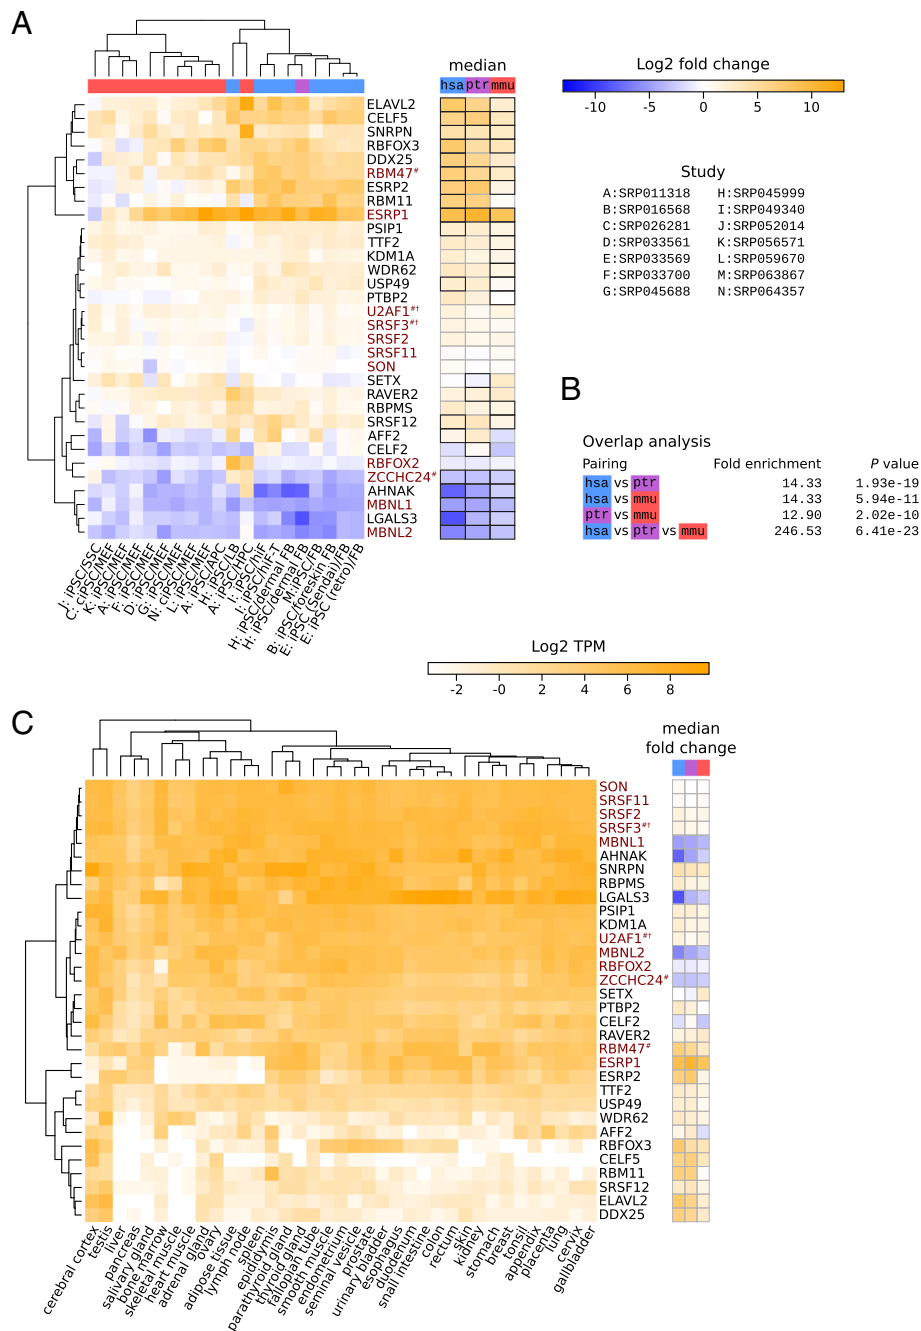 A
median
hsa ptr mmu
Log2 fold change
-10 -5 0 5 10
ELAVL2
CELF5
SNRPN
RBFOX3
DDX25
RBM47#
ESRP2
RBM11
ESRP1
PSIP1
TTF2
KDM1A
WDR62
USP49
PTBP2
U2AF1#†
SRSF3#†
SRSF2
SRSF11
SON
SETX
RAVER2
RBPMS
SRSF12
AFF2
CELF2
RBFOX2
ZCCHC24#
AHNAK
MBNL1
LGALS3
MBNL2
I: iPSC/SSC
C: ciPSC/MEF
K: iPSC/MEF
A: iPSC/MEF
F: iPSC/MEF
D: iPSC/MEF
G: iPSC/MEF
N: ciPSC/MEF
L: iPSC/MEF
A: iPSC/APC
H: iPSC/LB
A: iPSC/HPC
I: iPSC/hiF
I: iPSC/hiF-T
H: iPSC/dermal FB
H: iPSC/dermal FB
M:iPSC/FB
B: iPSC/foreskin FB
E: iPSC (Sendai)/FB
E: iPSC (retro)/FB
Study
A:SRP011318 H:SRP045999
B:SRP016568 I:SRP049340
C:SRP026281 J:SRP052014
D:SRP033561 K:SRP056571
E:SRP033569 L:SRP059670
F:SRP033700 M:SRP063867
G:SRP045688 N:SRP064357
B
Overlap analysis
Pairing Fold enrichment P value
hsa vs ptr 14.33 1.93e-19
hsa vs mmu 14.33 5.94e-11
ptr vs mmu 12.90 2.02e-10
hsa vs ptr vs mmu 246.53 6.41e-23
Log2 TPM
-2 -0 2 4 6 8
C
median
fold change
SON
SRSF11
SRSF2
SRSF3#†
MBNL1
AHNAK
SNRPN
RBPMS
LGALS3
PSIP1
KDM1A
U2AF1#†
MBNL2
RBFOX2
ZCCHC24#
SETX
PTBP2
CELF2
RAVER2
RBM47#
ESRP1
ESRP2
TTF2
USP49
WDR62
AFF2
RBFOX3
CELF5
RBM11
SRSF12
ELAVL2
DDX25
cerebral cortex
testis
liver
pancreas
salivary gland
bone marrow
skeletal muscle
heart muscle
adrenal gland
ovary
adipose tissue
lymph node
spleen
epididymis
parathyroid gland
thyroid gland
fallopian tube
smooth muscle
endometrium
seminal vesicle
prostate
urinary bladder
esophagus
duodenum
snall intestine
colon
rectum
skin
kidney
stomach
breast
tonsil
appendix
placenta
lung
cervix
gallbladder